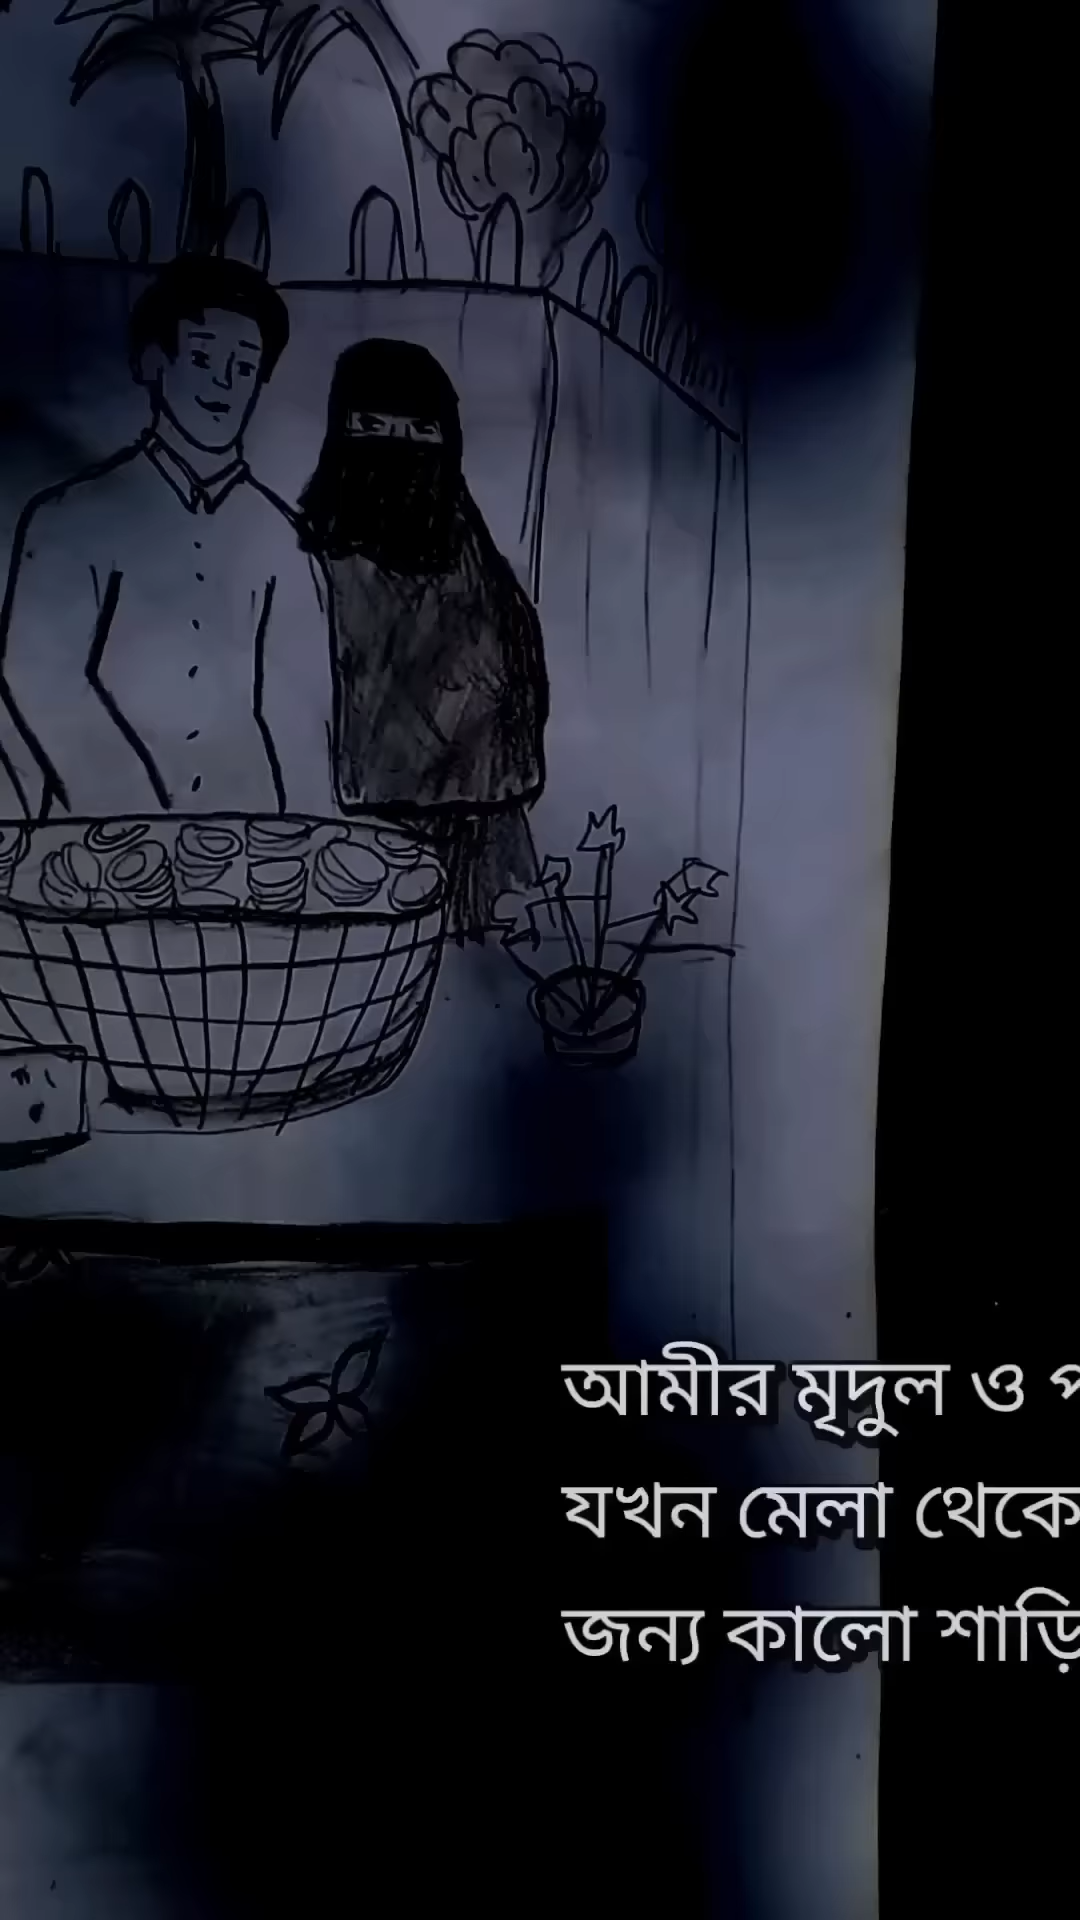 আমীর মৃদুল ও প
যখন মেলা থেকে
জন্য কালো শাড়ি